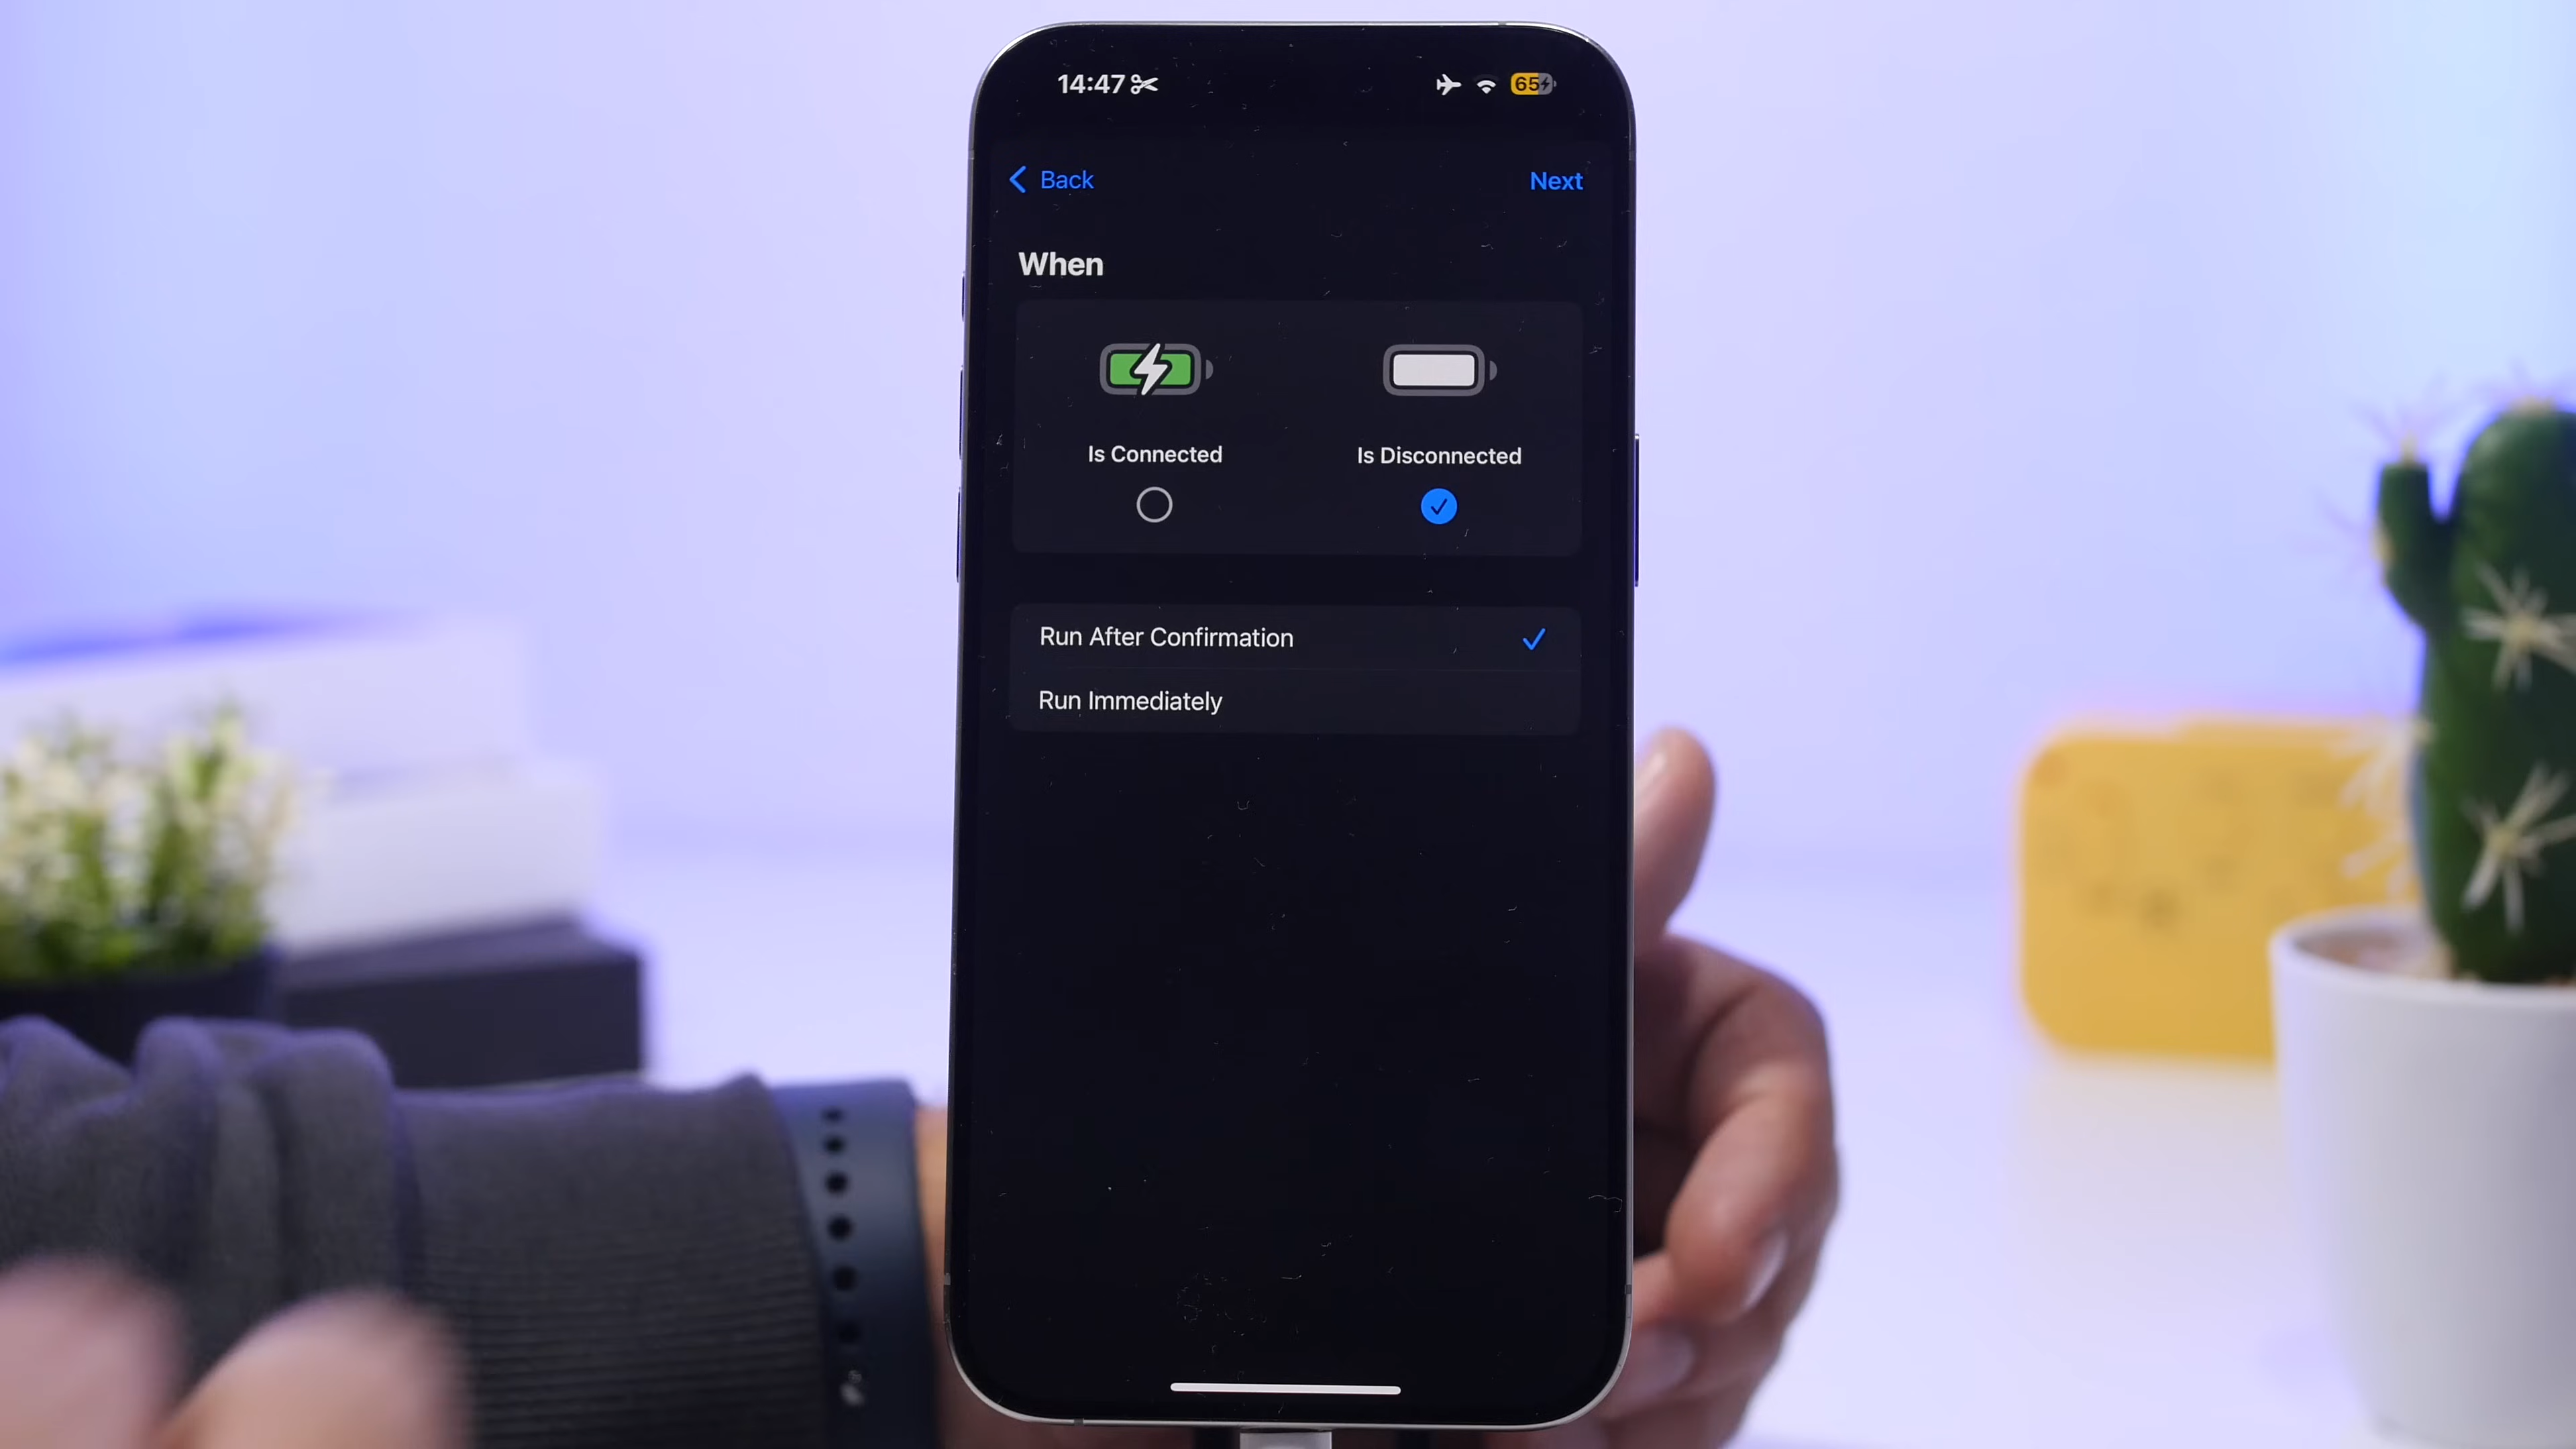 14:47
65
Back
Next
When
Is Connected
Is Disconnected
Run After Confirmation
Run Immediately